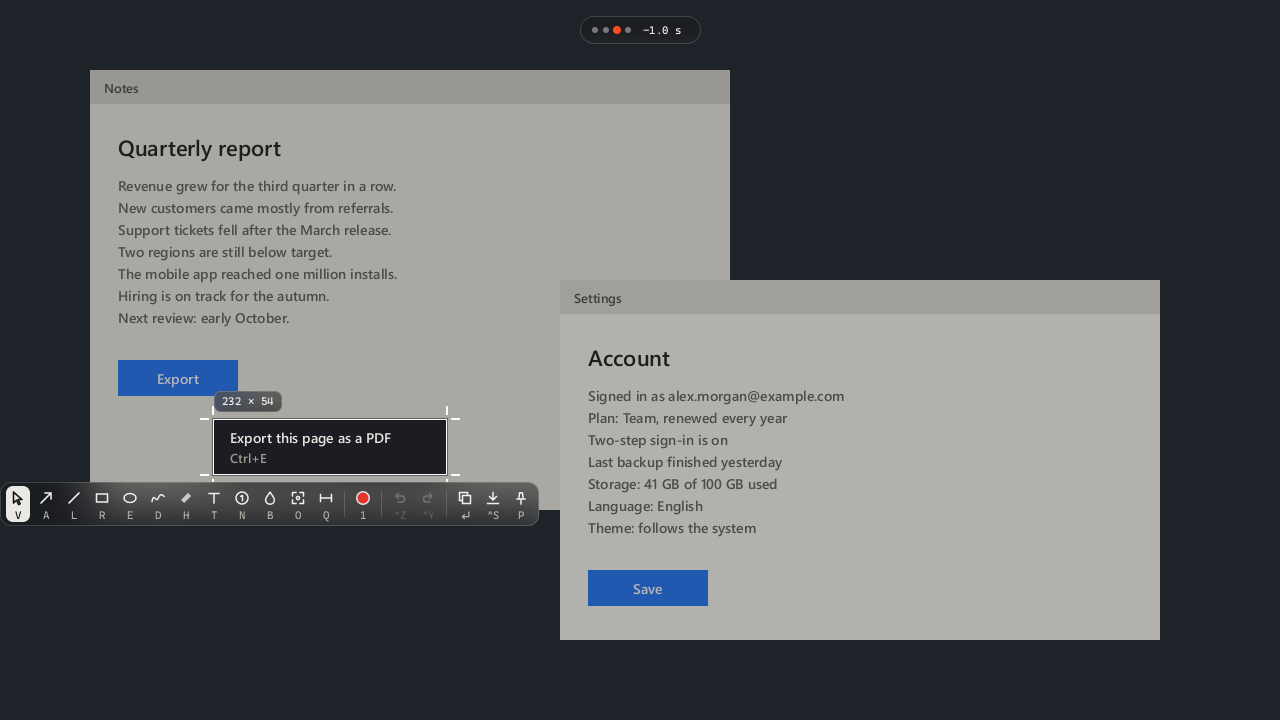 −1.0 s
Notes
Quarterly report
Revenue grew for the third quarter in a row.
New customers came mostly from referrals.
Support tickets fell after the March release.
Two regions are still below target.
The mobile app reached one million installs.
Hiring is on track for the autumn.
Next review: early October.
Export
232 × 54
Export this page as a PDF
Ctrl+E
V A L R E D H T N B O Q 1 ^Z ^Y ↵ ^S P
Settings
Account
Signed in as alex.morgan@example.com
Plan: Team, renewed every year
Two-step sign-in is on
Last backup finished yesterday
Storage: 41 GB of 100 GB used
Language: English
Theme: follows the system
Save